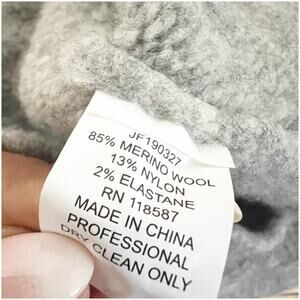 JF190327
85% MERINO WOOL
13% NYLON
2% ELASTANE
RN 118587
MADE IN CHINA
PROFESSIONAL
DRY CLEAN ONLY